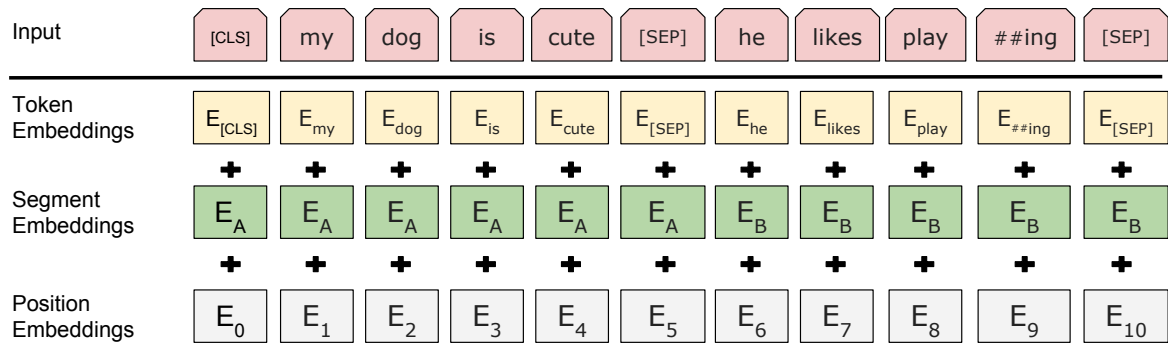 Input [CLS] my dog is cute [SEP] he likes play ##ing [SEP]
Token Embeddings E[CLS] Emy Edog Eis Ecute E[SEP] Ehe Elikes Eplay E##ing E[SEP]
+ + + + + + + + + + +
Segment Embeddings EA EA EA EA EA EA EB EB EB EB EB
+ + + + + + + + + + +
Position Embeddings E0 E1 E2 E3 E4 E5 E6 E7 E8 E9 E10